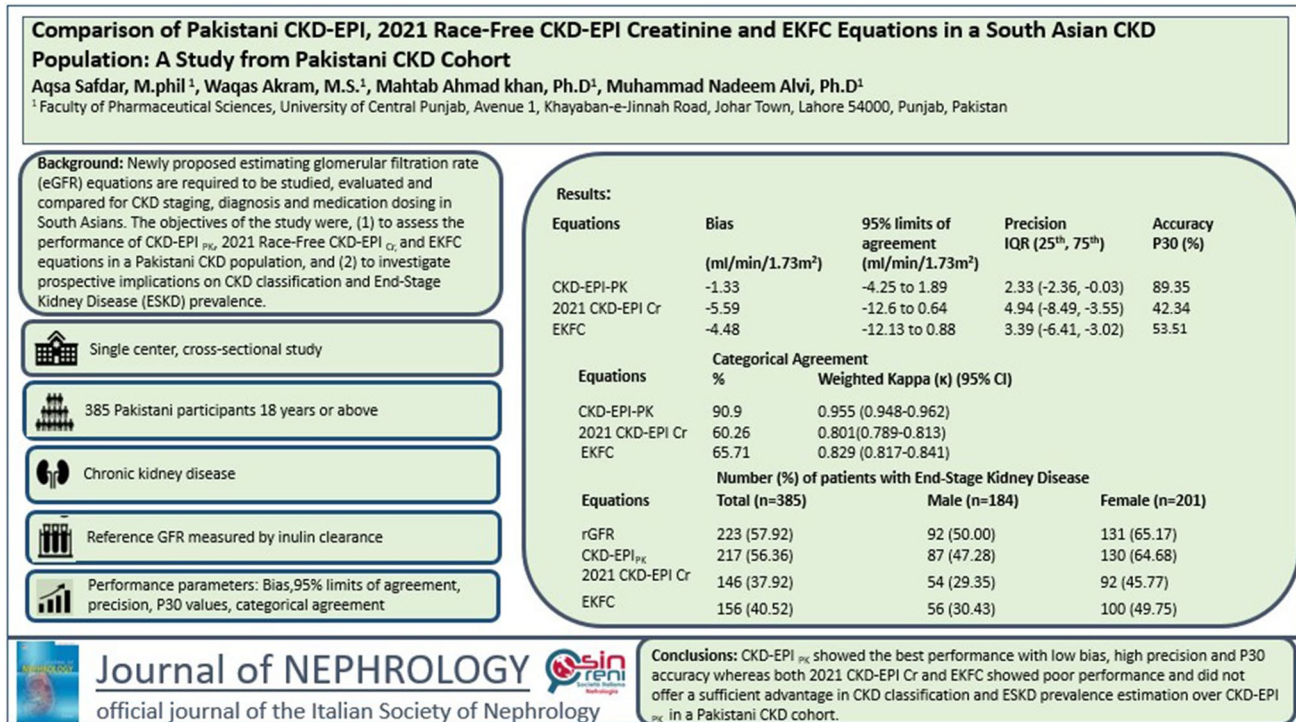 Comparison of Pakistani CKD-EPI, 2021 Race-Free CKD-EPI Creatinine and EKFC Equations in a South Asian CKD
Population: A Study from Pakistani CKD Cohort
Aqsa Safdar, M.phil ¹, Waqas Akram, M.S.¹, Mahtab Ahmad khan, Ph.D¹, Muhammad Nadeem Alvi, Ph.D¹
¹ Faculty of Pharmaceutical Sciences, University of Central Punjab, Avenue 1, Khayaban-e-Jinnah Road, Johar Town, Lahore 54000, Punjab, Pakistan
Background: Newly proposed estimating glomerular filtration rate
(eGFR) equations are required to be studied, evaluated and
compared for CKD staging, diagnosis and medication dosing in
South Asians. The objectives of the study were, (1) to assess the
performance of CKD-EPI PK, 2021 Race-Free CKD-EPI Cr, and EKFC
equations in a Pakistani CKD population, and (2) to investigate
prospective implications on CKD classification and End-Stage
Kidney Disease (ESKD) prevalence.
Single center, cross-sectional study
385 Pakistani participants 18 years or above
Chronic kidney disease
Reference GFR measured by inulin clearance
Performance parameters: Bias,95% limits of agreement,
precision, P30 values, categorical agreement
Results:
Equations Bias 95% limits of Precision Accuracy
agreement IQR (25th, 75th) P30 (%)
(ml/min/1.73m²) (ml/min/1.73m²)
CKD-EPI-PK -1.33 -4.25 to 1.89 2.33 (-2.36, -0.03) 89.35
2021 CKD-EPI Cr -5.59 -12.6 to 0.64 4.94 (-8.49, -3.55) 42.34
EKFC -4.48 -12.13 to 0.88 3.39 (-6.41, -3.02) 53.51
Categorical Agreement
Equations % Weighted Kappa (κ) (95% CI)
CKD-EPI-PK 90.9 0.955 (0.948-0.962)
2021 CKD-EPI Cr 60.26 0.801(0.789-0.813)
EKFC 65.71 0.829 (0.817-0.841)
Number (%) of patients with End-Stage Kidney Disease
Equations Total (n=385) Male (n=184) Female (n=201)
rGFR 223 (57.92) 92 (50.00) 131 (65.17)
CKD-EPIPK 217 (56.36) 87 (47.28) 130 (64.68)
2021 CKD-EPI Cr 146 (37.92) 54 (29.35) 92 (45.77)
EKFC 156 (40.52) 56 (30.43) 100 (49.75)
Journal of NEPHROLOGY
official journal of the Italian Society of Nephrology
sin
reni
Società Italiana
Nefrologia
Conclusions: CKD-EPI PK showed the best performance with low bias, high precision and P30
accuracy whereas both 2021 CKD-EPI Cr and EKFC showed poor performance and did not
offer a sufficient advantage in CKD classification and ESKD prevalence estimation over CKD-EPI
PK in a Pakistani CKD cohort.